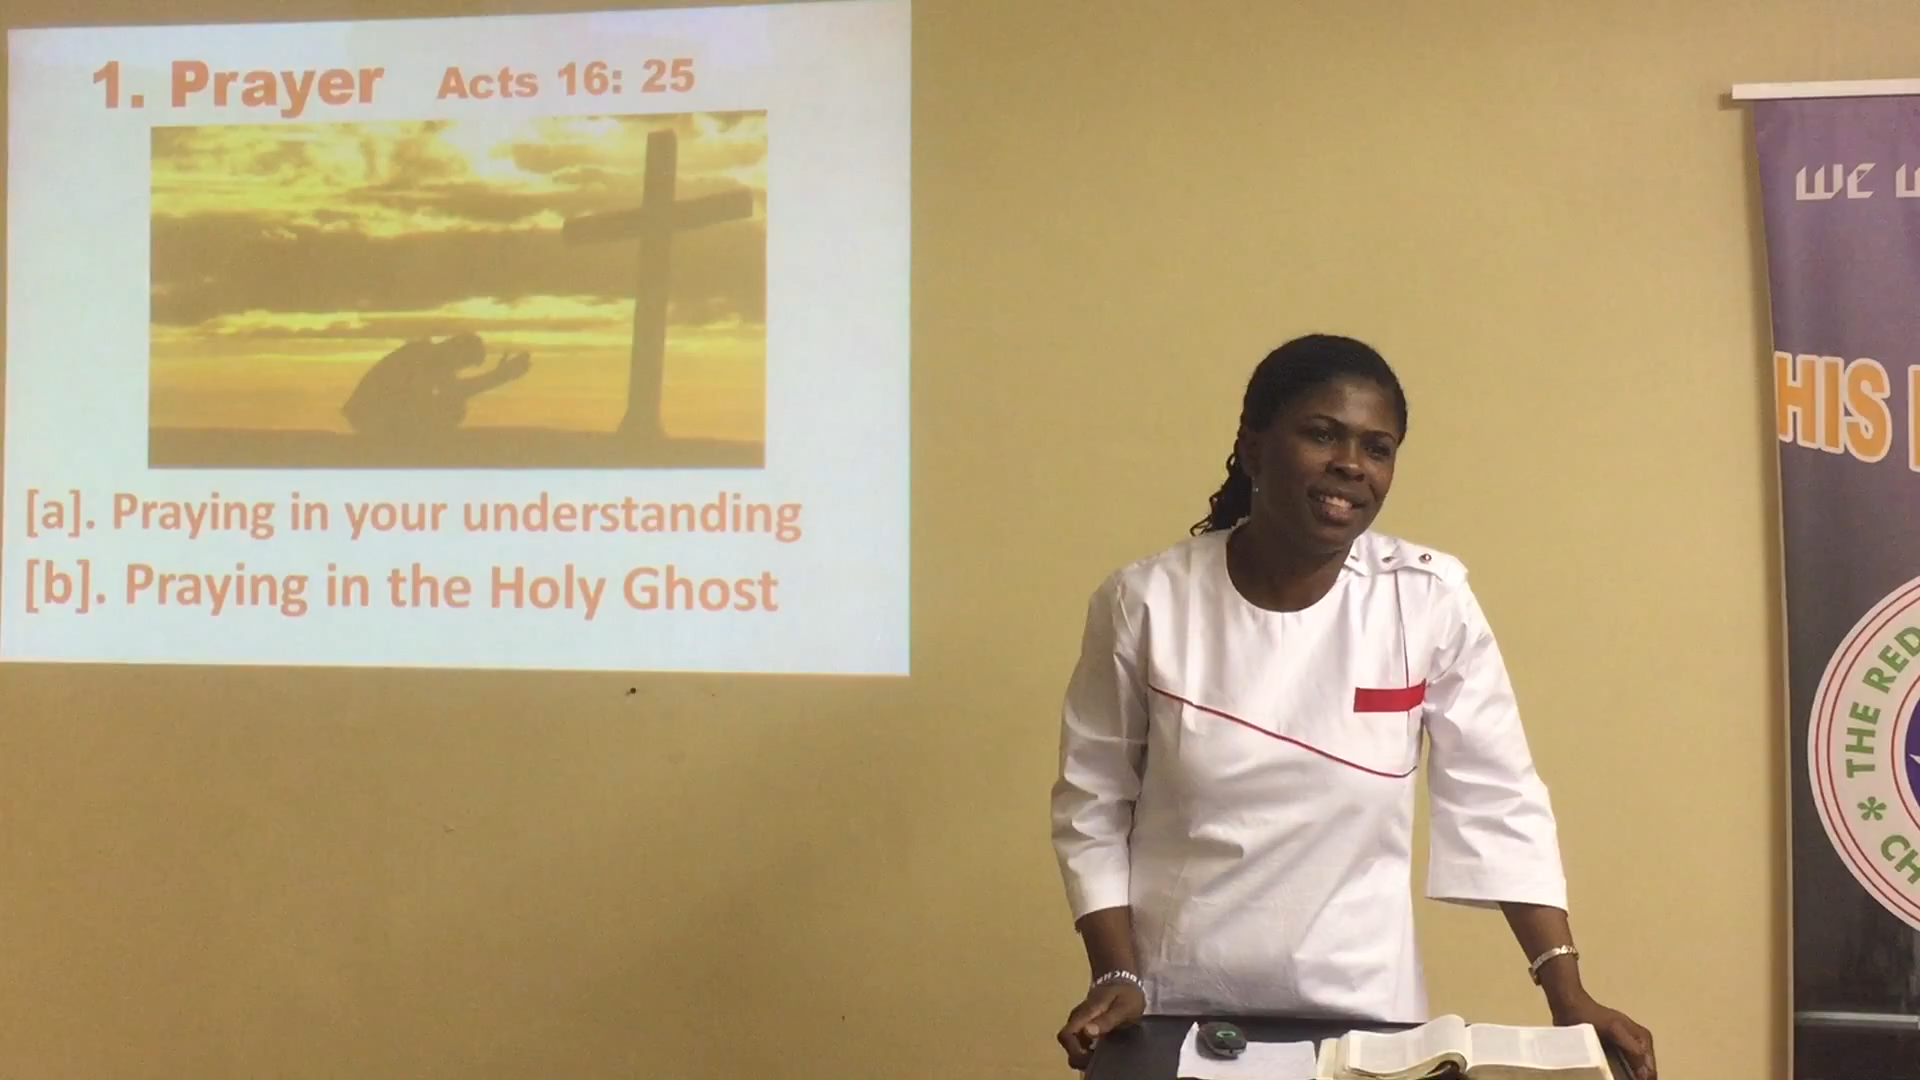 1. Prayer Acts 16: 25
[a]. Praying in your understanding
[b]. Praying in the Holy Ghost
WE
HIS
THE RED
* CH